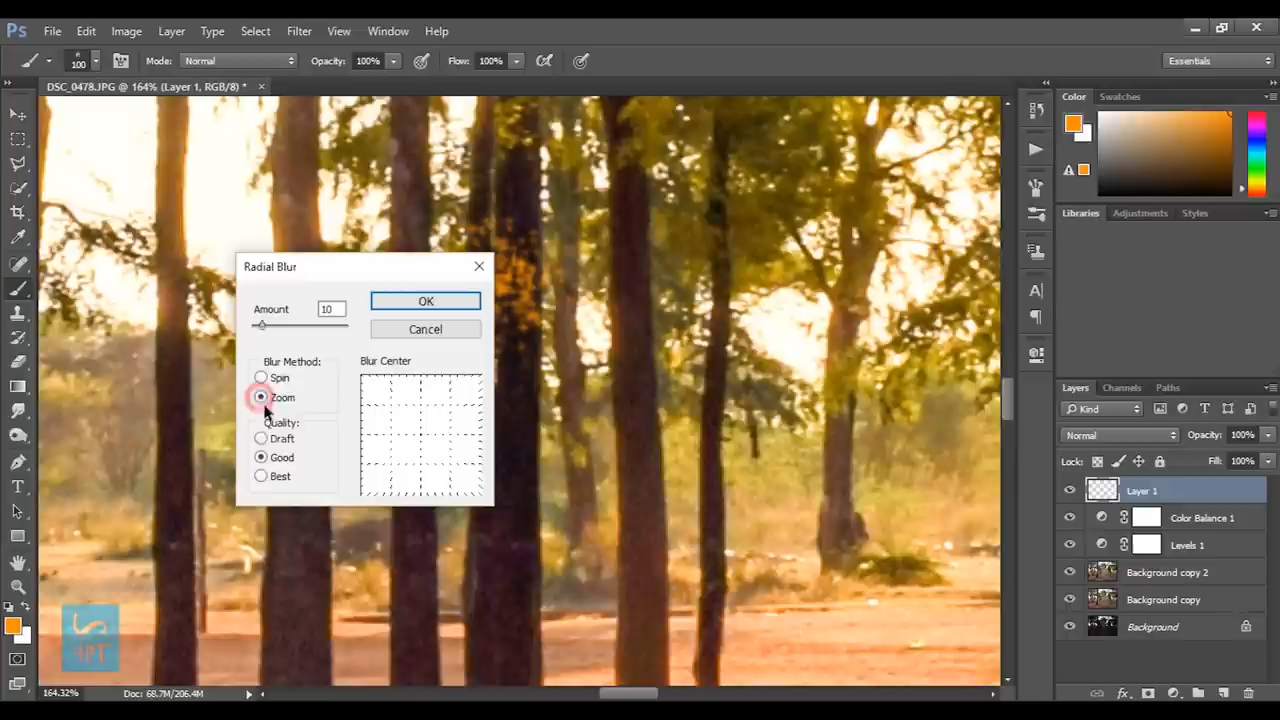 Ps File Edit Image Layer Type Select Filter View Window Help
100 Mode: Normal Opacity: 100% Flow: 100% Essentials
DSC_0478.JPG @ 164% (Layer 1, RGB/8) *
Color Swatches
Libraries Adjustments Styles
Radial Blur
Amount 10 OK
Cancel
Blur Method: Blur Center
Spin
Zoom
Quality:
Draft
Good
Best
Layers Channels Paths
Kind
Normal Opacity: 100%
Lock: Fill: 100%
Layer 1
Color Balance 1
Levels 1
Background copy 2
Background copy
Background
164.32% Doc: 68.7M/206.4M